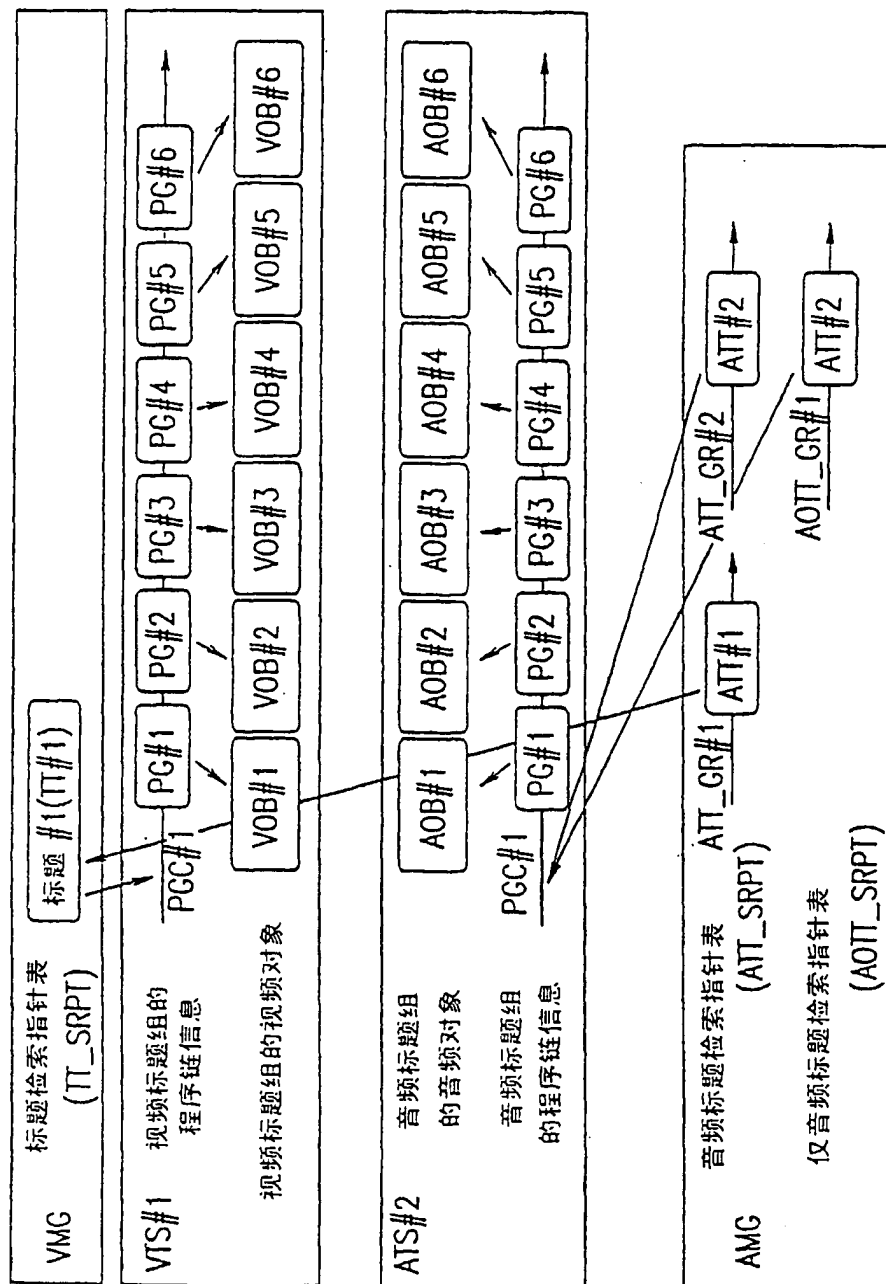 VMG
标题检索指针表
(TT_SRPT)
标题 #1(TT#1)
VTS#1
视频标题组的
程序链信息
PGC#1
PG#1
PG#2
PG#3
PG#4
PG#5
PG#6
视频标题组的视频对象
VOB#1
VOB#2
VOB#3
VOB#4
VOB#5
VOB#6
ATS#2
音频标题组
的音频对象
AOB#1
AOB#2
AOB#3
AOB#4
AOB#5
AOB#6
音频标题组
的程序链信息
PGC#1
PG#1
PG#2
PG#3
PG#4
PG#5
PG#6
AMG
音频标题检索指针表
(ATT_SRPT)
ATT_GR#1
ATT#1
ATT_GR#2
ATT#2
仅音频标题检索指针表
(AOTT_SRPT)
AOTT_GR#1
ATT#2